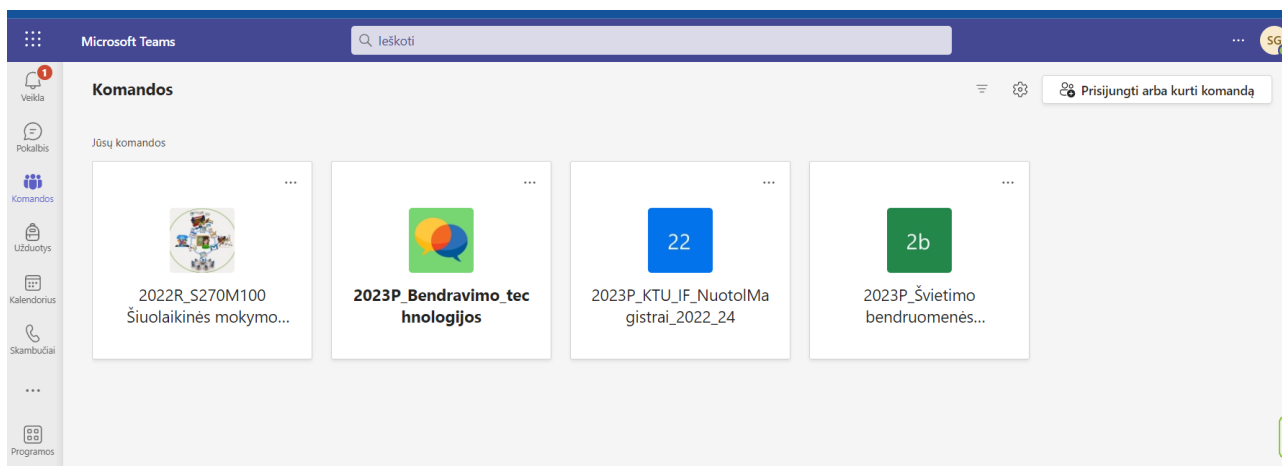 Microsoft Teams
Ieškoti
SG
1
Veikla
Pokalbis
Komandos
Užduotys
Kalendorius
Skambučiai
Programos
Komandos
Prisijungti arba kurti komandą
Jūsų komandos
2022R_S270M100
Šiuolaikinės mokymo...
2023P_Bendravimo_tec
hnologijos
22
2023P_KTU_IF_NuotolMa
gistrai_2022_24
2b
2023P_Švietimo
bendruomenės...